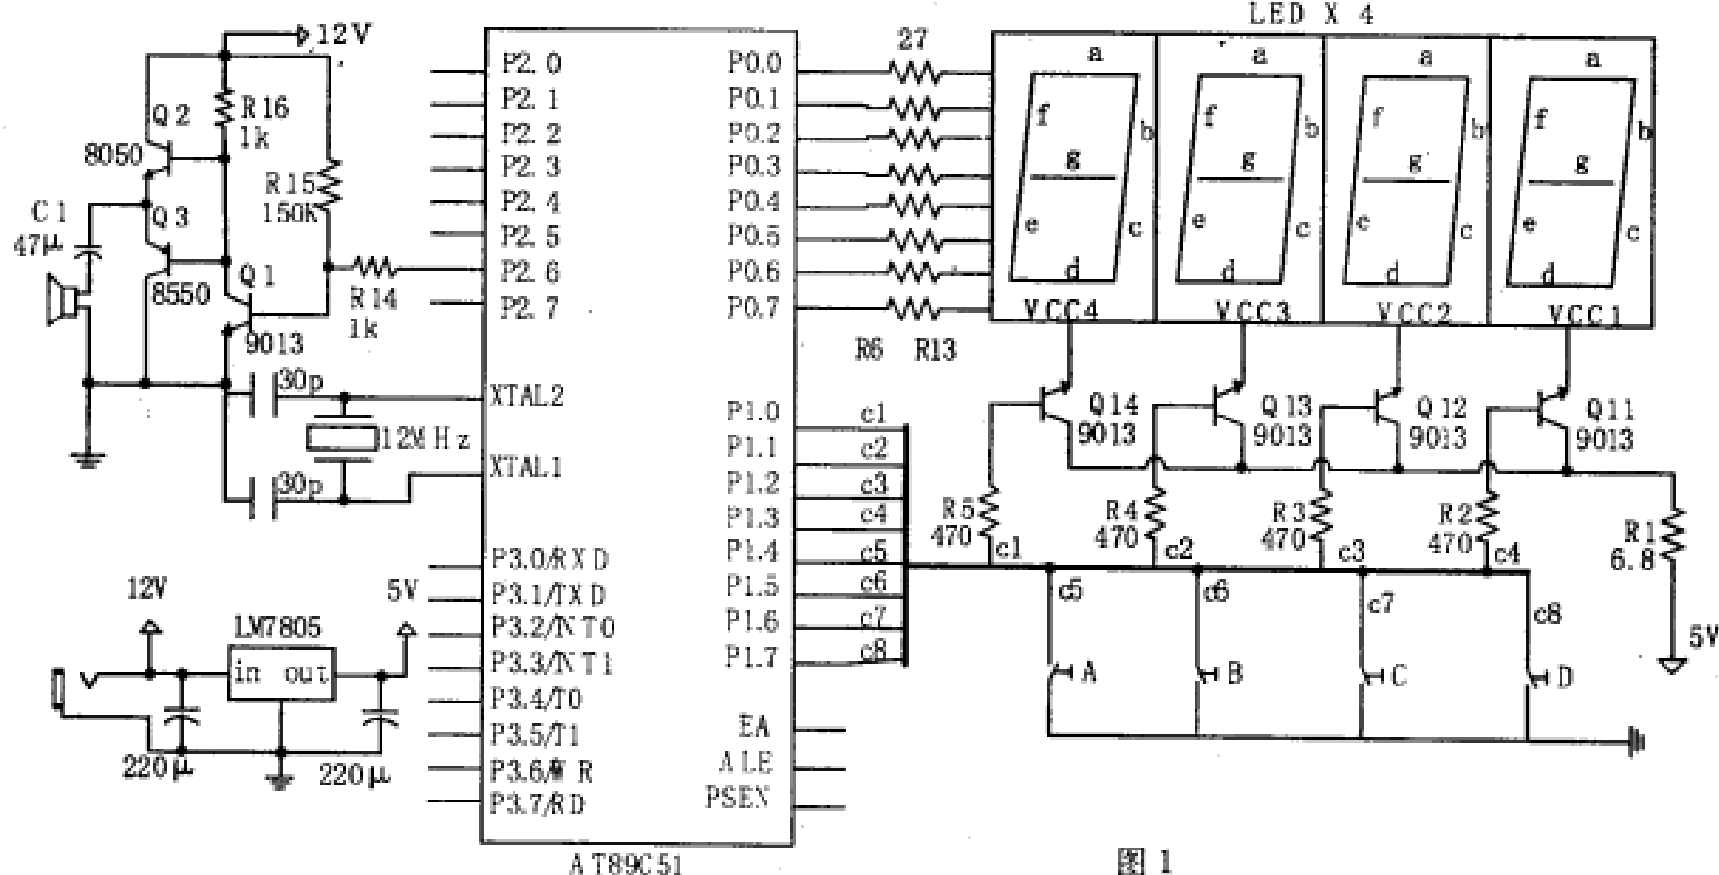 LED X 4
12V
27
P2.0
P2.1
P2.2
P2.3
P2.4
P2.5
P2.6
P2.7
P0.0
P0.1
P0.2
P0.3
P0.4
P0.5
P0.6
P0.7
Q2
8050
R16
1k
R15
150k
C1
47μ
Q3
8550
Q1
9013
R14
1k
a
b
c
d
e
f
g
VCC4
a
b
c
d
e
f
g
VCC3
a
b
c
d
e
f
g
VCC2
a
b
c
d
e
f
g
VCC1
R6 R13
30p
XTAL2
12MHz
XTAL1
30p
P1.0 c1
P1.1 c2
P1.2 c3
P1.3 c4
P1.4 c5
P1.5 c6
P1.6 c7
P1.7 c8
Q14
9013
Q13
9013
Q12
9013
Q11
9013
R5
470
c1
R4
470
c2
R3
470
c3
R2
470
c4
R1
6.8
5V
c5
c6
c7
c8
A
B
C
D
P3.0/RXD
P3.1/TXD
P3.2/INT0
P3.3/INT1
P3.4/T0
P3.5/T1
P3.6/WR
P3.7/RD
EA
ALE
PSEN
12V
LM7805
5V
in out
220μ
220μ
AT89C51
图 1